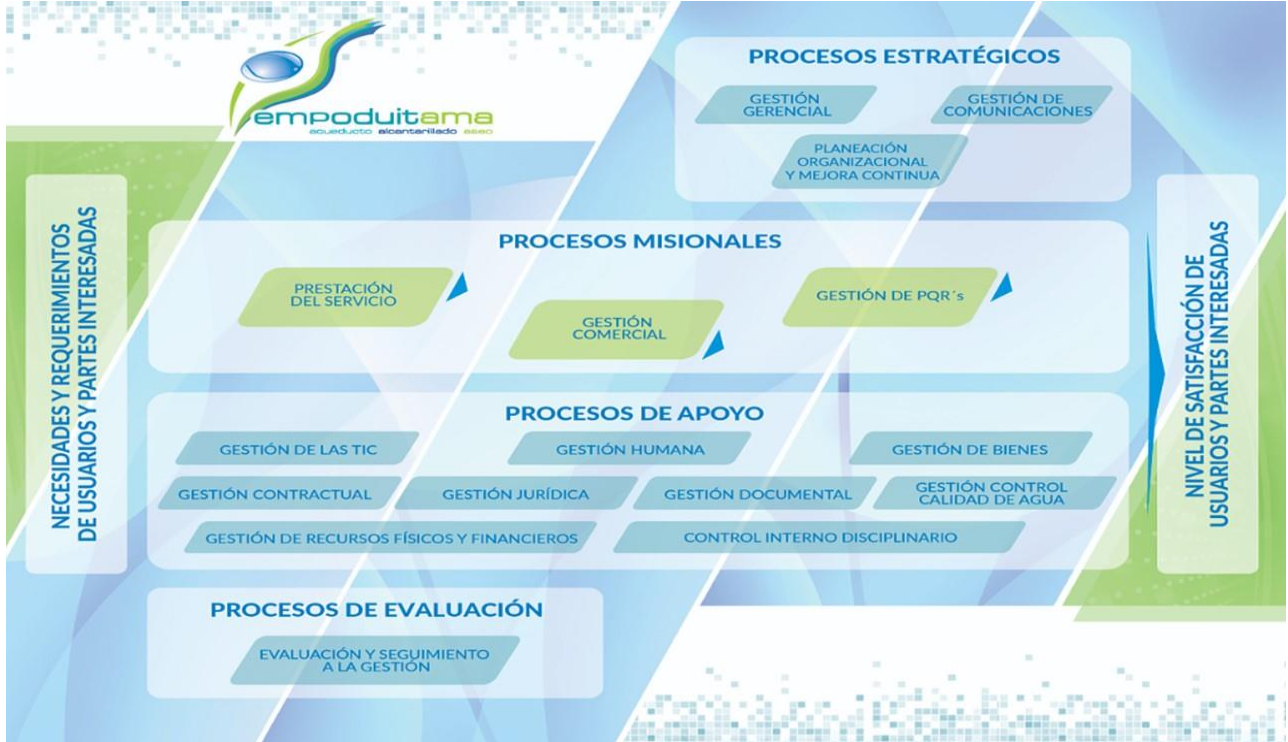 empoduitama
acueducto alcantarillado aseo
PROCESOS ESTRATÉGICOS
GESTIÓN
GERENCIAL
GESTIÓN DE
COMUNICACIONES
PLANEACIÓN
ORGANIZACIONAL
Y MEJORA CONTINUA
NECESIDADES Y REQUERIMIENTOS
DE USUARIOS Y PARTES INTERESADAS
PROCESOS MISIONALES
PRESTACIÓN
DEL SERVICIO
GESTIÓN
COMERCIAL
GESTIÓN DE PQR´s
PROCESOS DE APOYO
GESTIÓN DE LAS TIC
GESTIÓN HUMANA
GESTIÓN DE BIENES
GESTIÓN CONTRACTUAL
GESTIÓN JURÍDICA
GESTIÓN DOCUMENTAL
GESTIÓN CONTROL
CALIDAD DE AGUA
GESTIÓN DE RECURSOS FÍSICOS Y FINANCIEROS
CONTROL INTERNO DISCIPLINARIO
PROCESOS DE EVALUACIÓN
EVALUACIÓN Y SEGUIMIENTO
A LA GESTIÓN
NIVEL DE SATISFACCIÓN DE
USUARIOS Y PARTES INTERESADAS